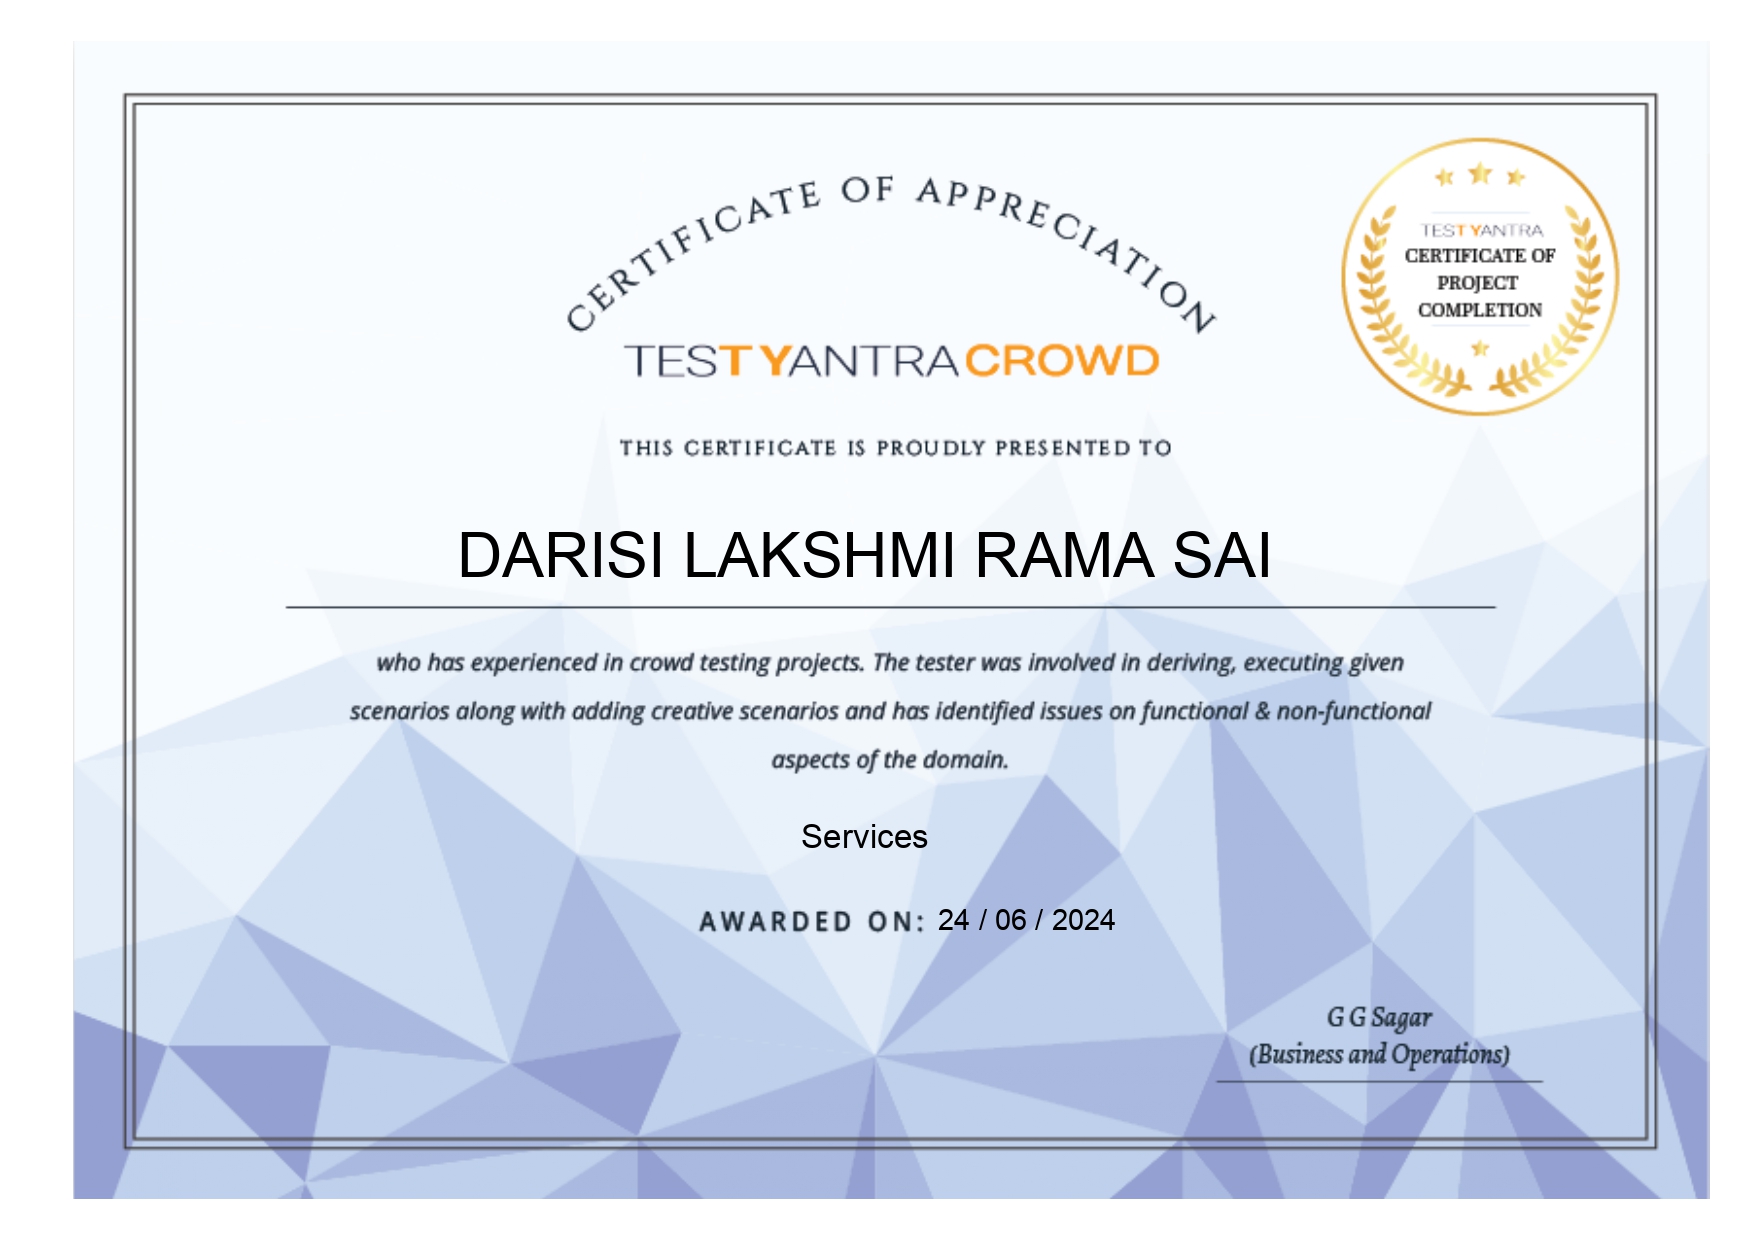 CERTIFICATE OF APPRECIATION
TEST YANTRA CROWD
TEST YANTRA
CERTIFICATE OF
PROJECT
COMPLETION
THIS CERTIFICATE IS PROUDLY PRESENTED TO
DARISI LAKSHMI RAMA SAI
who has experienced in crowd testing projects. The tester was involved in deriving, executing given
scenarios along with adding creative scenarios and has identified issues on functional & non-functional
aspects of the domain.
Services
AWARDED ON: 24 / 06 / 2024
G G Sagar
(Business and Operations)